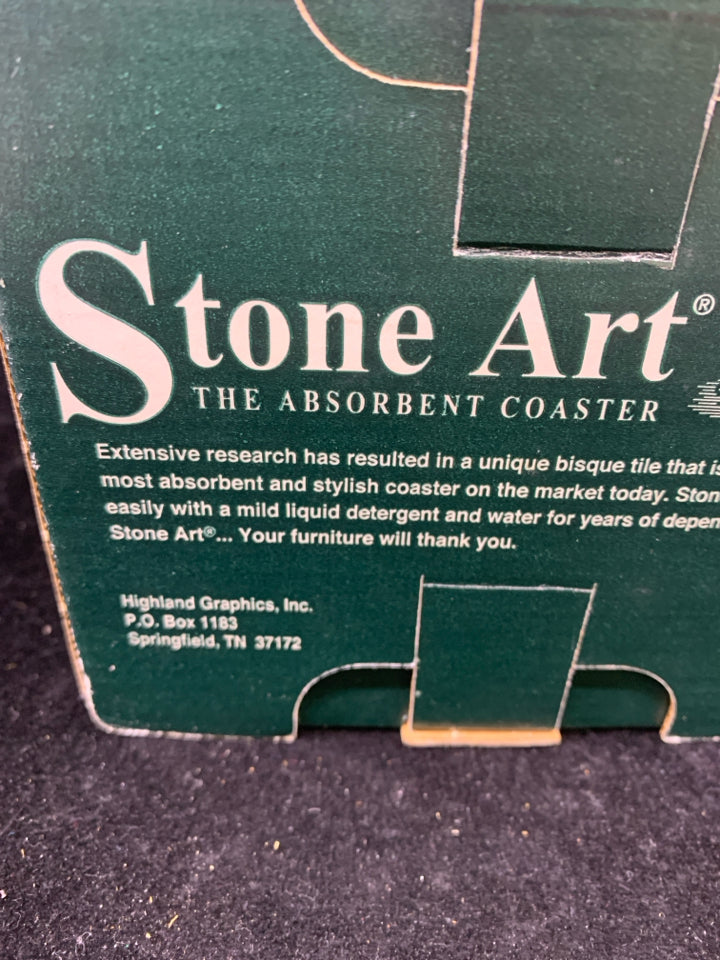 Stone Art®
THE ABSORBENT COASTER
Extensive research has resulted in a unique bisque tile that is
most absorbent and stylish coaster on the market today.
easily with a mild liquid detergent and water for years of
Stone Art®... Your furniture will thank you.
Highland Graphics, Inc.
P.O. Box 1183
Springfield, TN 37172